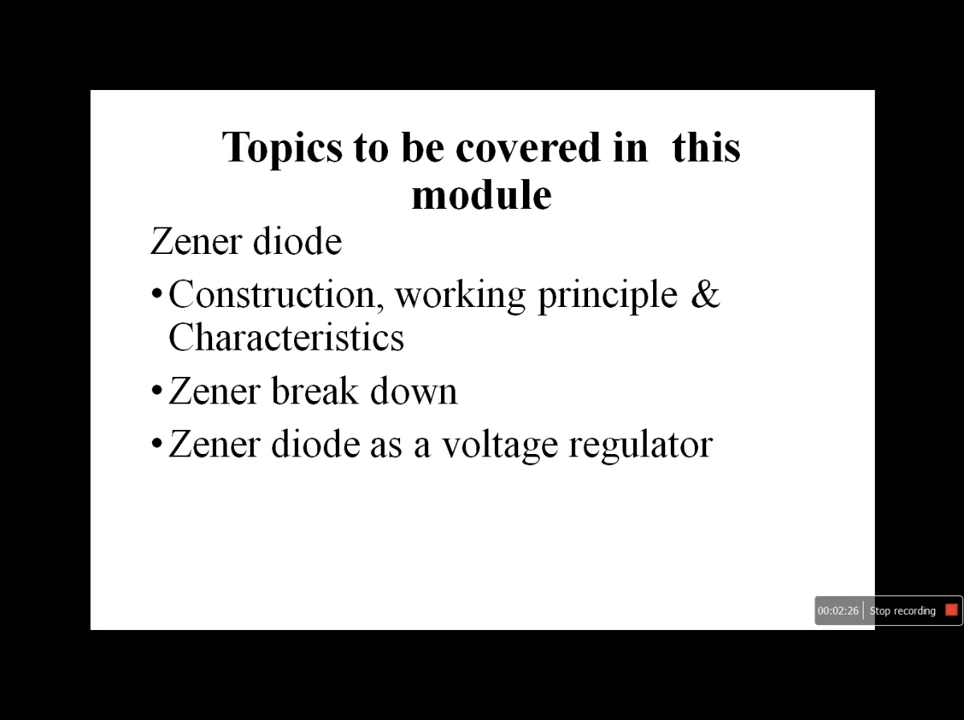 Topics to be covered in  this
module
Zener diode
•Construction, working principle &
Characteristics
•Zener break down
•Zener diode as a voltage regulator
00:02:26 Stop recording